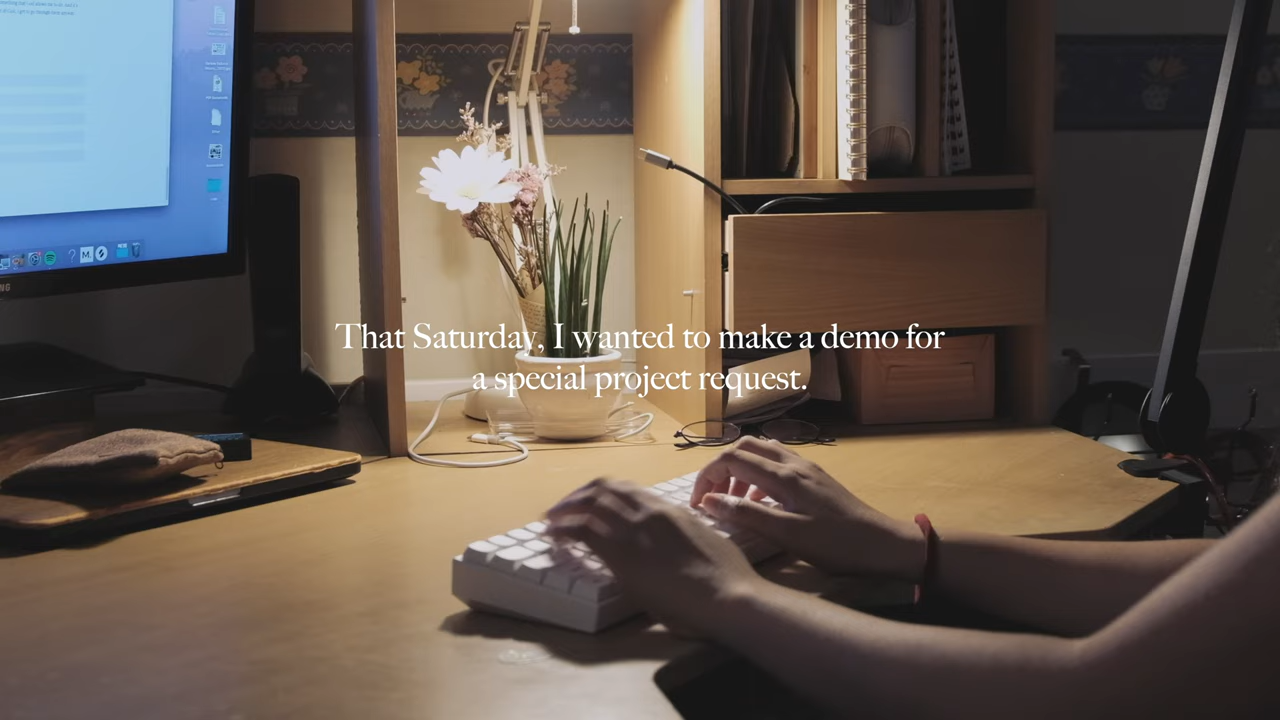 That Saturday, I wanted to make a demo for
a special project request.